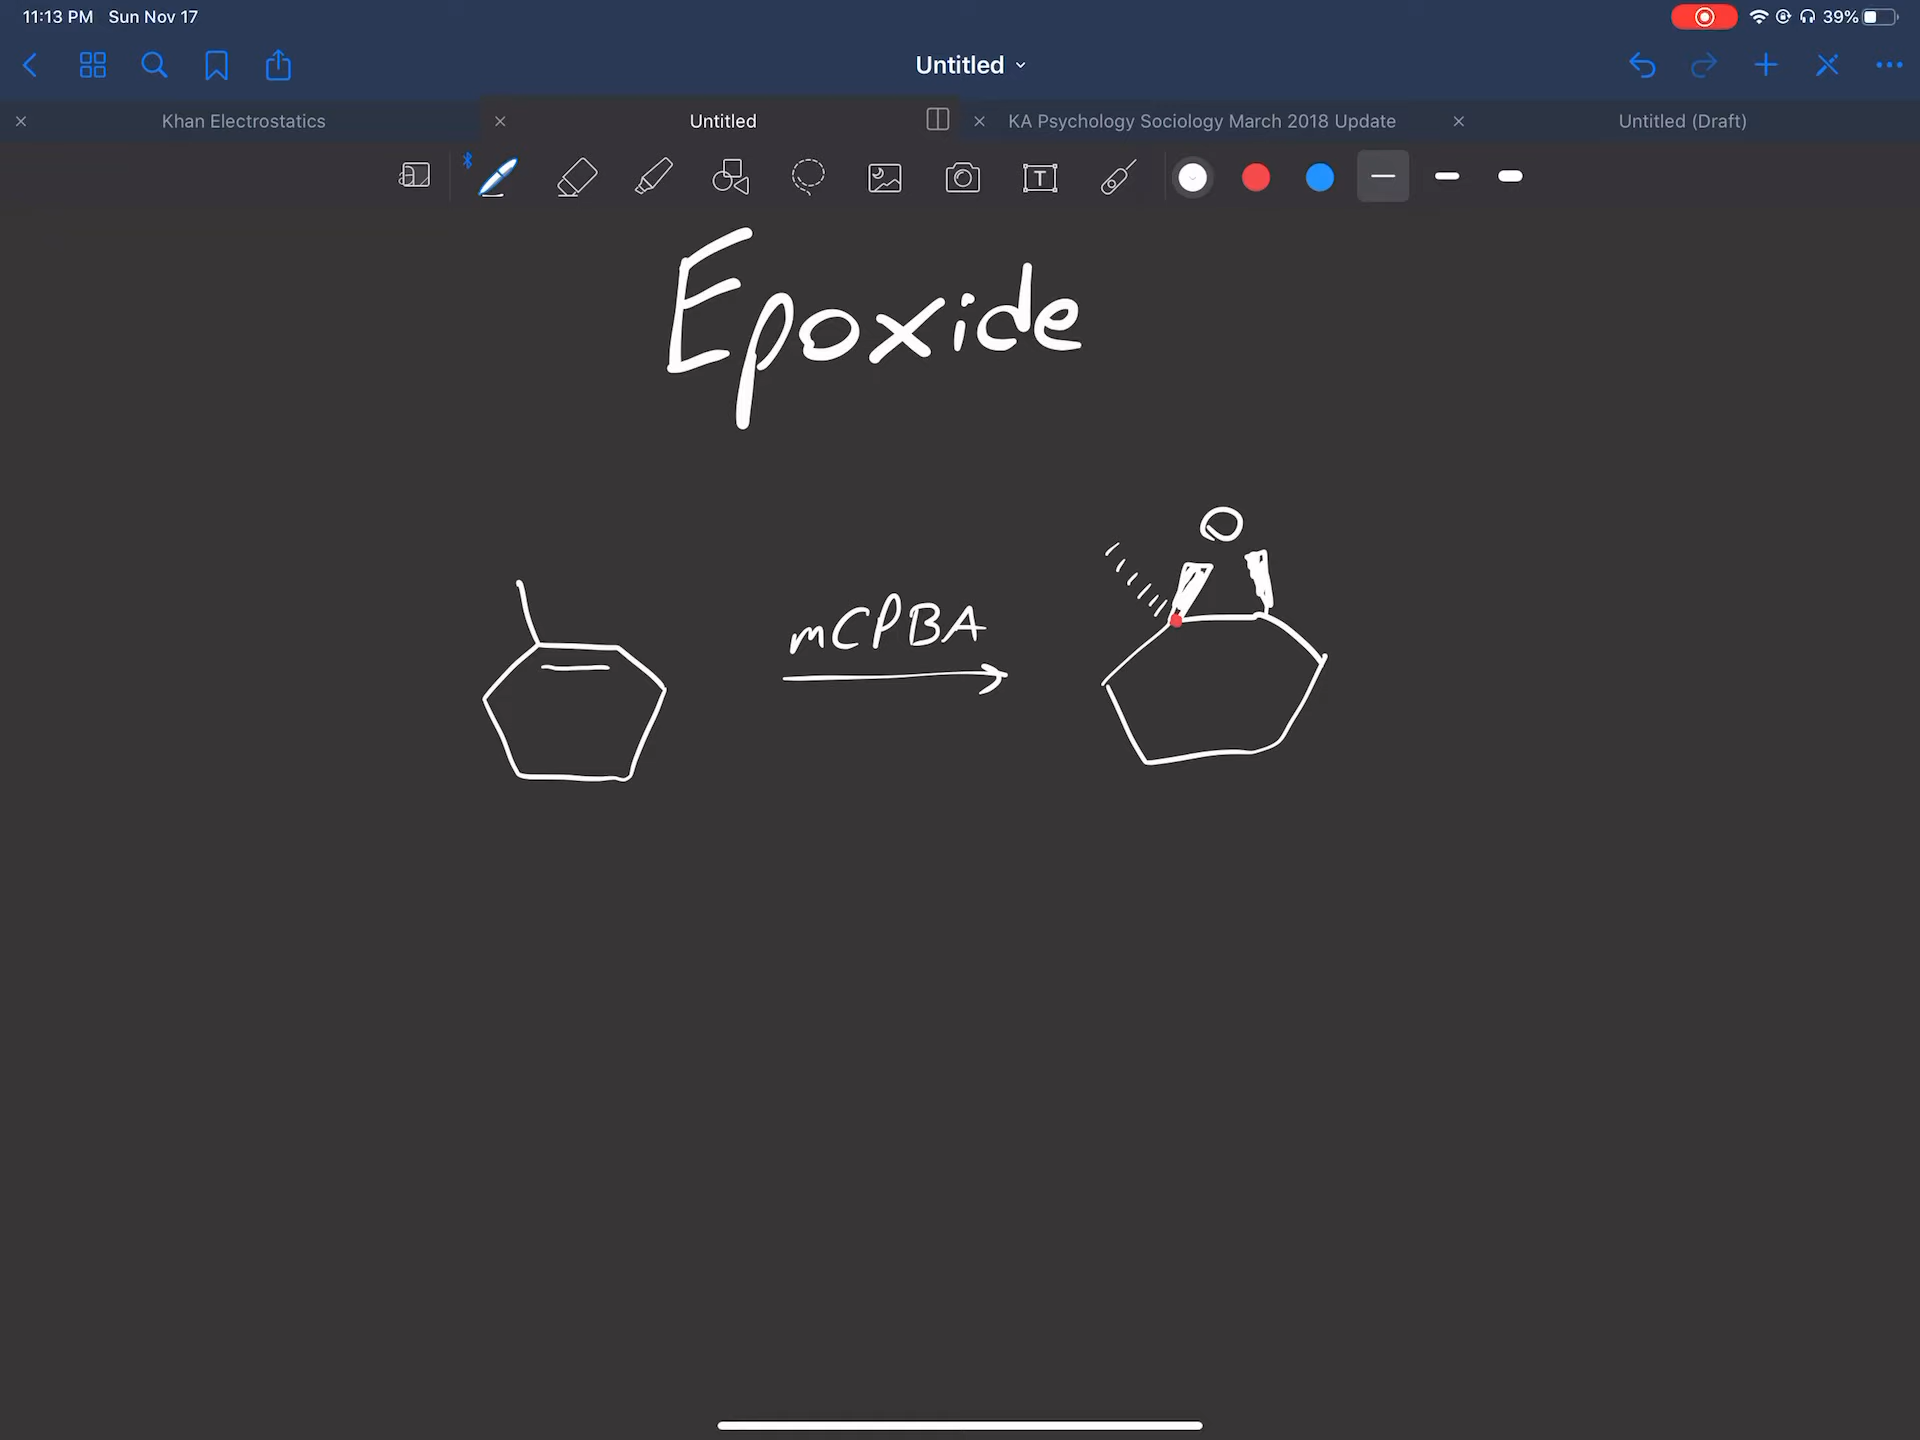 11:13 PM Sun Nov 17
39%
Untitled
Khan Electrostatics
Untitled
KA Psychology Sociology March 2018 Update
Untitled (Draft)
a
T
Epoxide
O
mCPBA